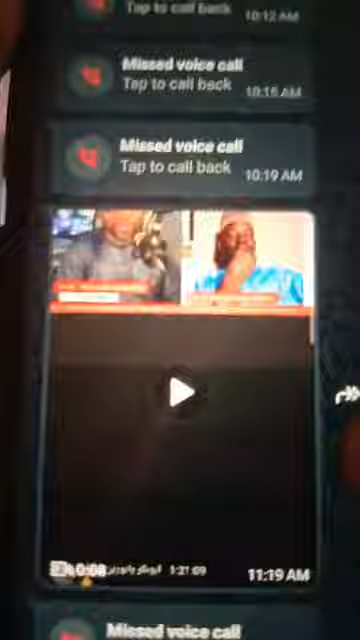 Tap to call back
10:12 AM
Missed voice call
Tap to call back
10:15 AM
Missed voice call
Tap to call back
10:19 AM
0:08
1:21:09
11:19 AM
Missed voice call